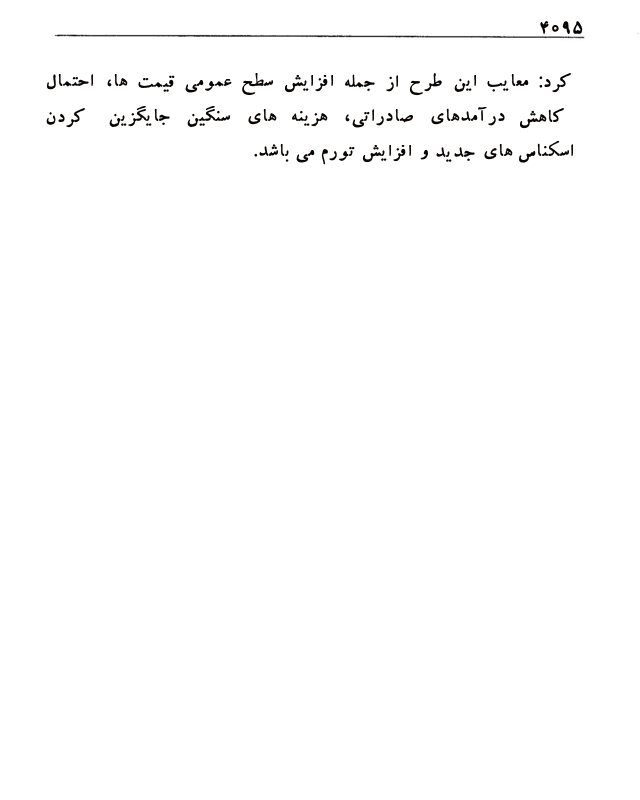 ۴۰۹۵
کرد: معایب این طرح از جمله افزایش سطح عمومی قیمت ها، احتمال
کاهش درآمدهای صادراتی، هزینه های سنگین جایگزین کردن
اسکناس های جدید و افزایش تورم می باشد.